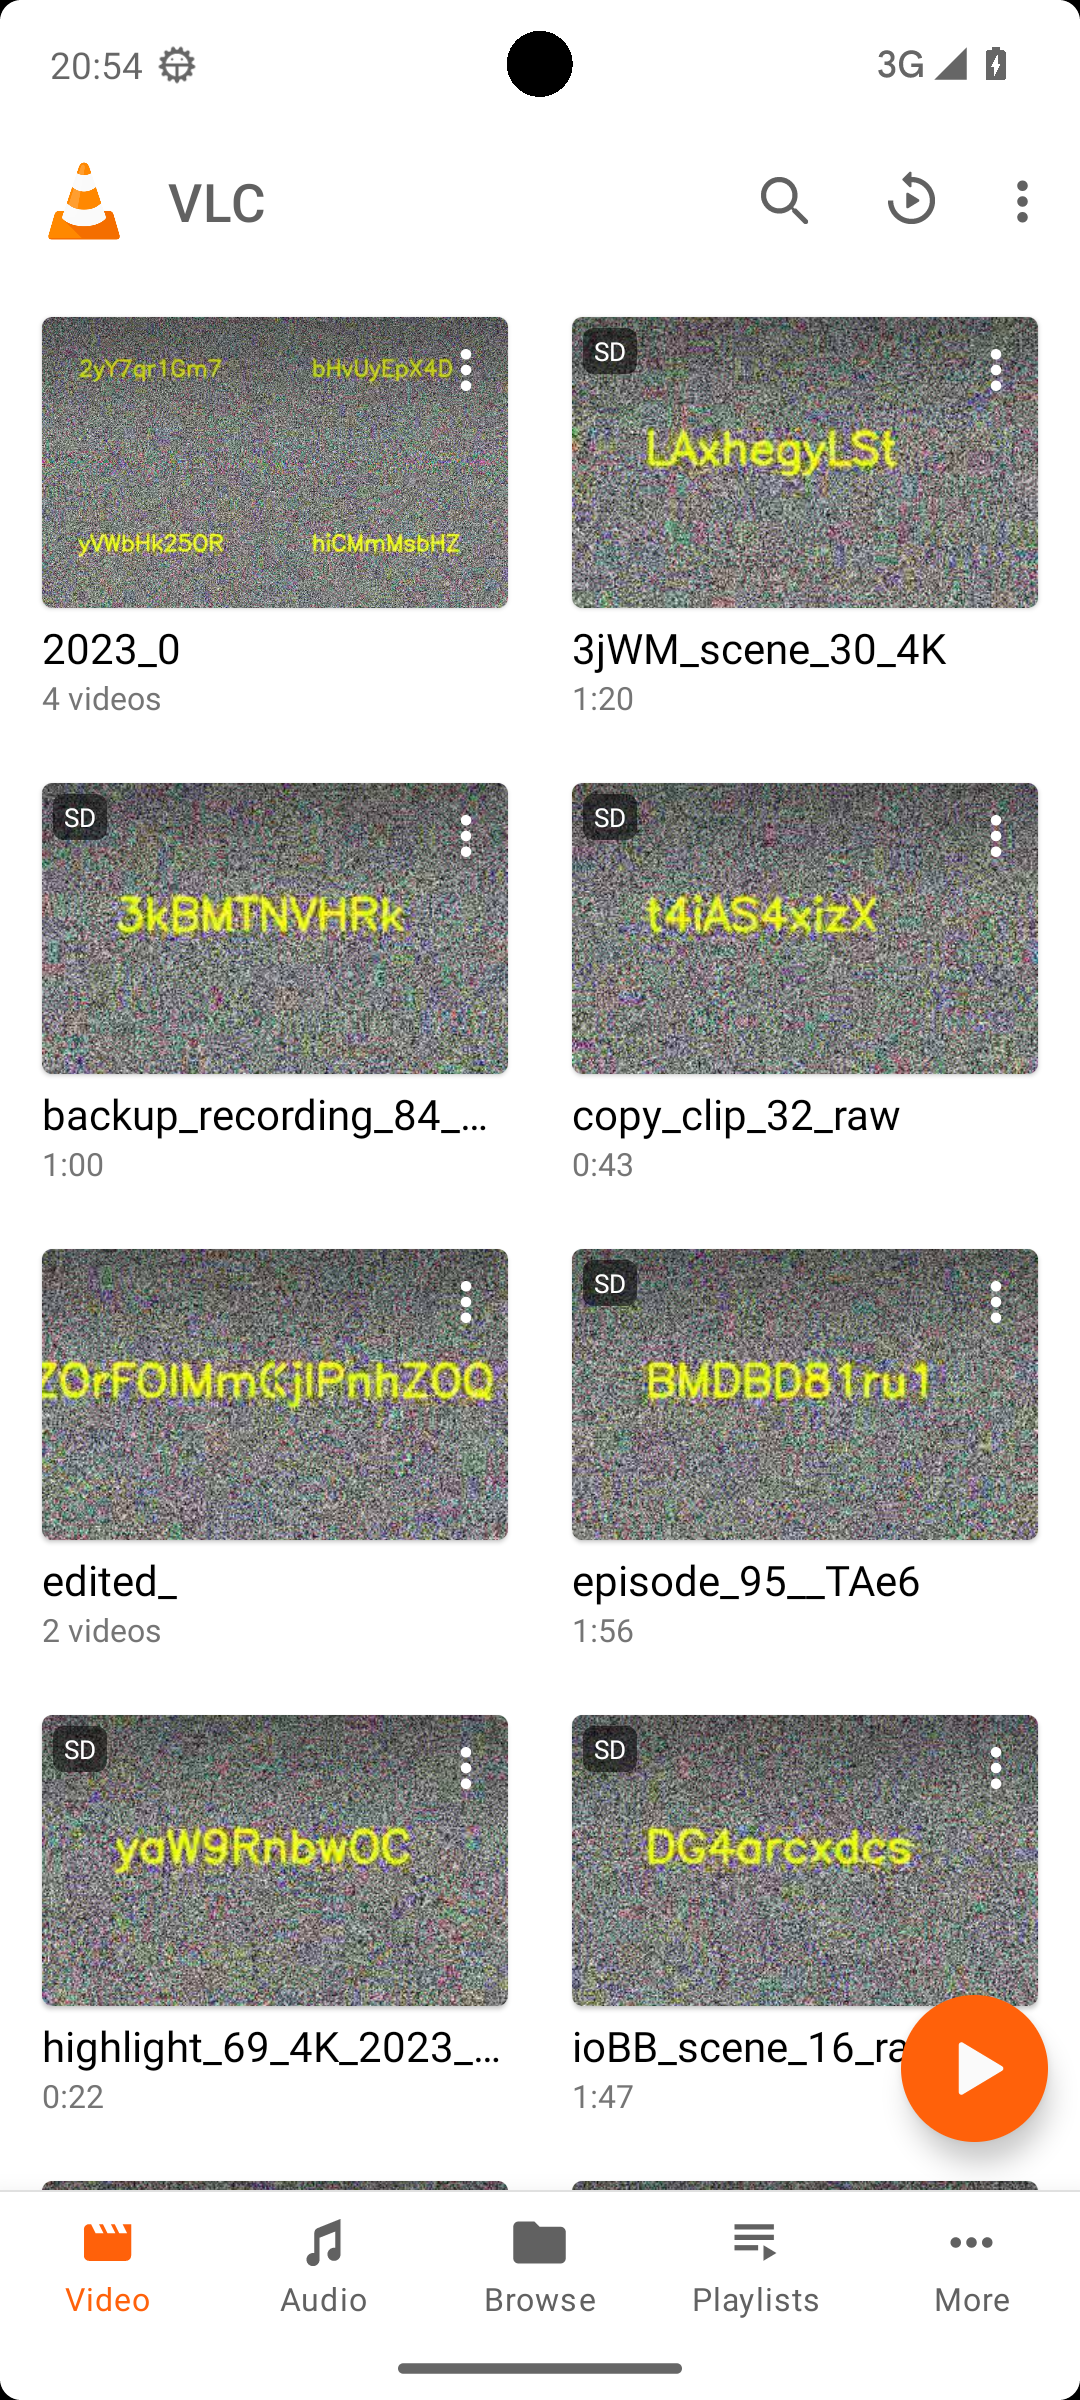 20:54
3G
VLC
2yY7qr1Gm7
bHvUyEpX4D
yVWbHk25OR
hiCMmMsbHZ
2023_0
4 videos
SD
LAxhegyLSt
3jWM_scene_30_4K
1:20
SD
3kBMTNVHRk
backup_recording_84_…
1:00
SD
t4iAS4xizX
copy_clip_32_raw
0:43
edited_
2 videos
SD
BMDBD81ru1
episode_95__TAe6
1:56
SD
yaW9RnbwOC
highlight_69_4K_2023_…
0:22
SD
DG4arcxdcs
ioBB_scene_16_ra
1:47
Video
Audio
Browse
Playlists
More